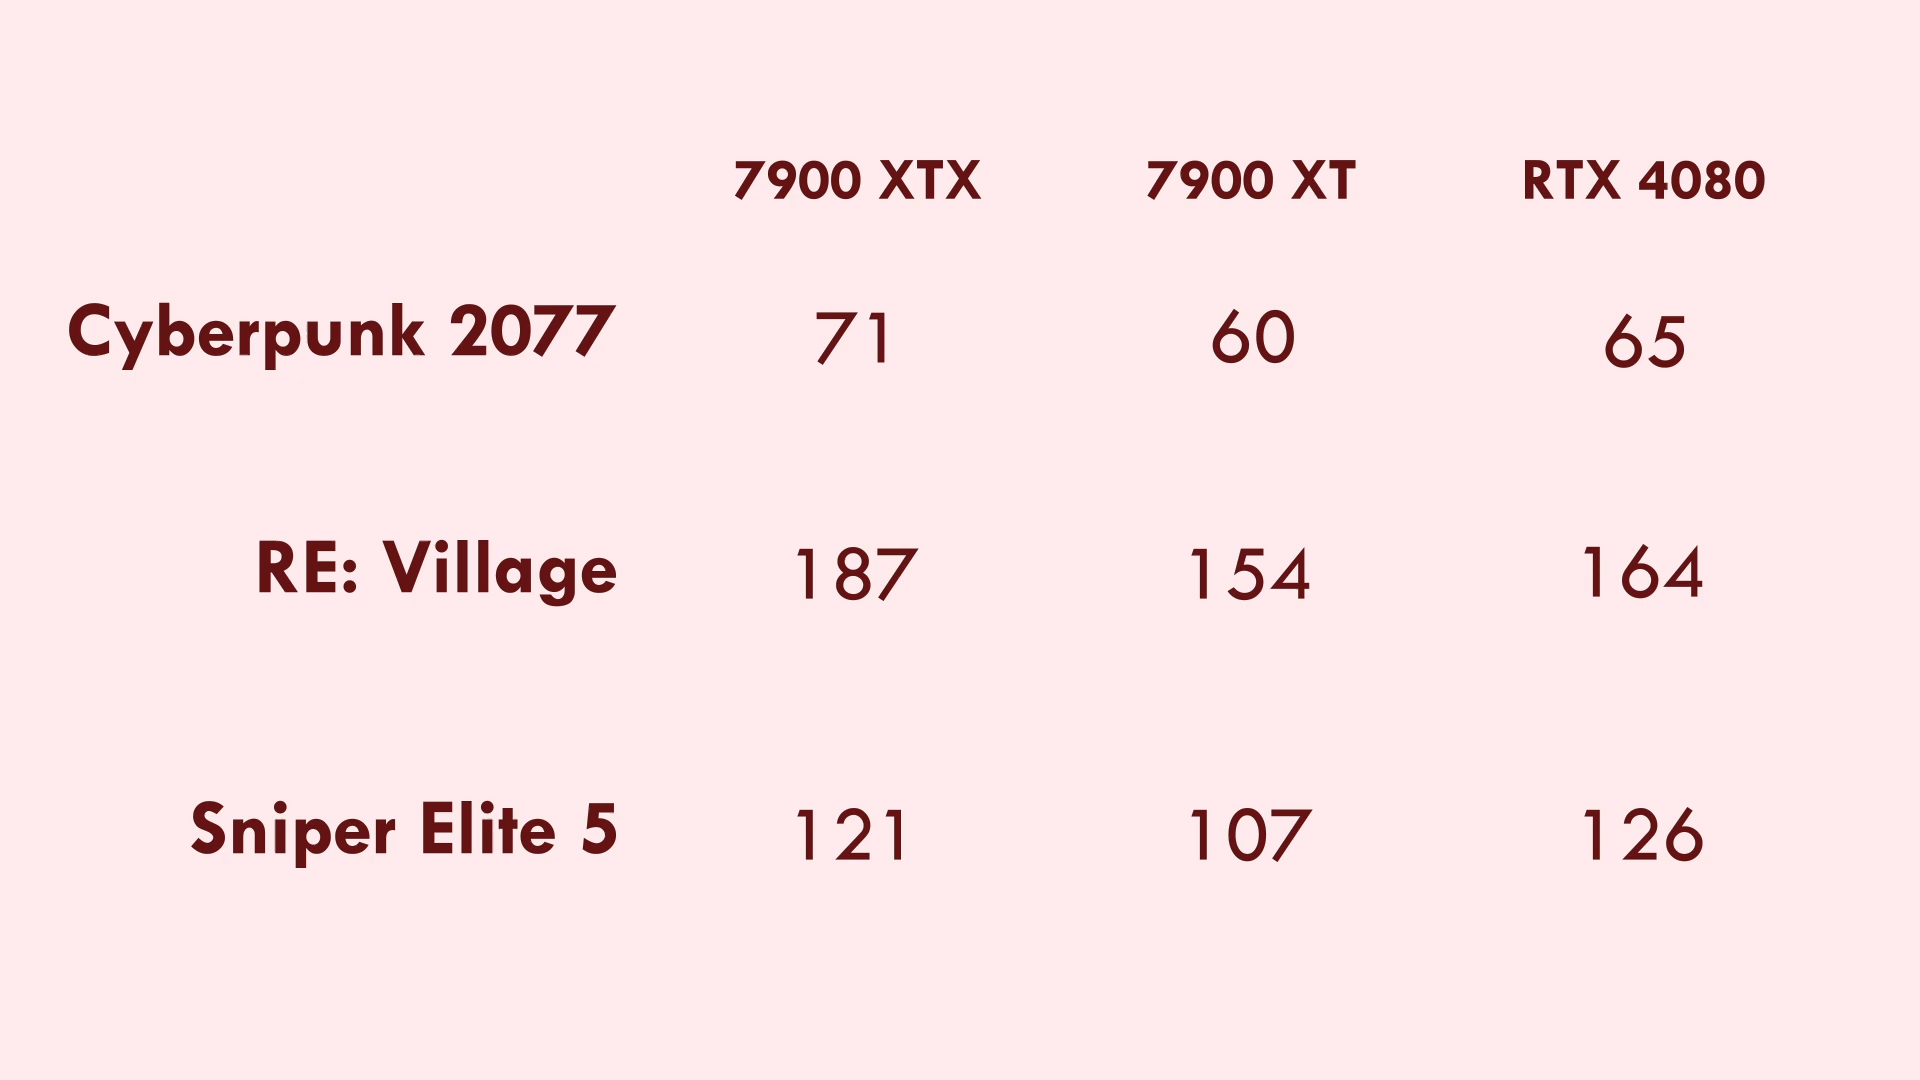 7900 XTX 7900 XT RTX 4080
Cyberpunk 2077 71 60 65
RE: Village 187 154 164
Sniper Elite 5 121 107 126